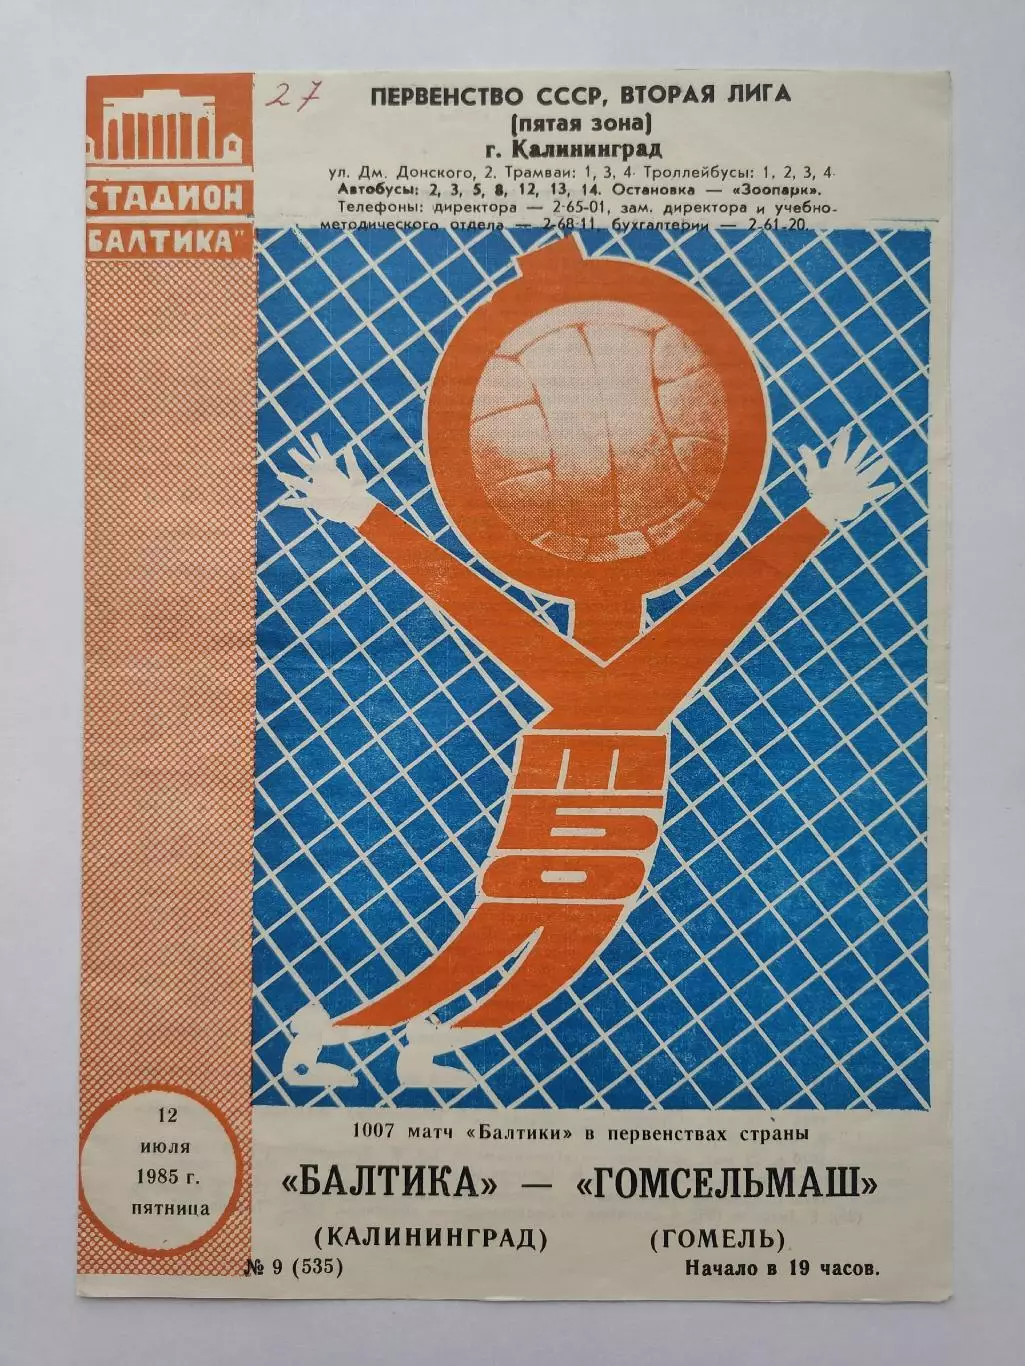 27
СТАДИОН
БАЛТИКА"
ПЕРВЕНСТВО СССР, ВТОРАЯ ЛИГА
(пятая зона)
г. Калининград
ул. Дм. Донского, 2. Трамваи: 1, 3, 4. Троллейбусы: 1, 2, 3, 4.
Автобусы: 2, 3, 5, 8, 12, 13, 14. Остановка — «Зоопарк».
Телефоны: директора — 2-65-01, зам. директора и учебно-
методического отдела — 2-68-11, бухгалтерии — 2-61-20.
Ф
У
Т
Б
О
Л
12
июля
1985 г.
пятница
1007 матч «Балтики» в первенствах страны
«БАЛТИКА» — «ГОМСЕЛЬМАШ»
(КАЛИНИНГРАД) (ГОМЕЛЬ)
№ 9 (535) Начало в 19 часов.